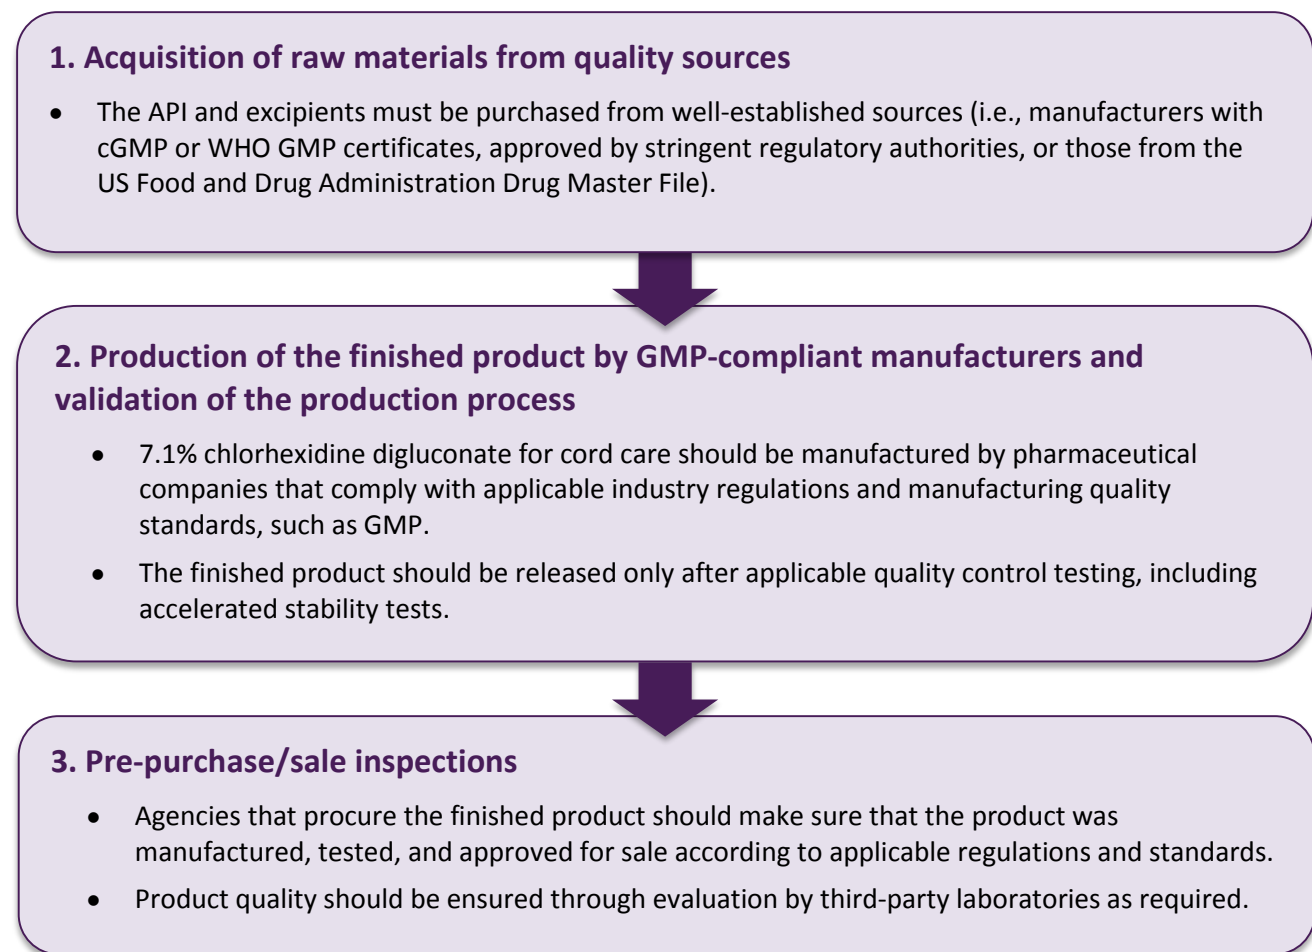 1. Acquisition of raw materials from quality sources
• The API and excipients must be purchased from well-established sources (i.e., manufacturers with
cGMP or WHO GMP certificates, approved by stringent regulatory authorities, or those from the
US Food and Drug Administration Drug Master File).
2. Production of the finished product by GMP-compliant manufacturers and
validation of the production process
• 7.1% chlorhexidine digluconate for cord care should be manufactured by pharmaceutical
companies that comply with applicable industry regulations and manufacturing quality
standards, such as GMP.
• The finished product should be released only after applicable quality control testing, including
accelerated stability tests.
3. Pre-purchase/sale inspections
• Agencies that procure the finished product should make sure that the product was
manufactured, tested, and approved for sale according to applicable regulations and standards.
• Product quality should be ensured through evaluation by third-party laboratories as required.